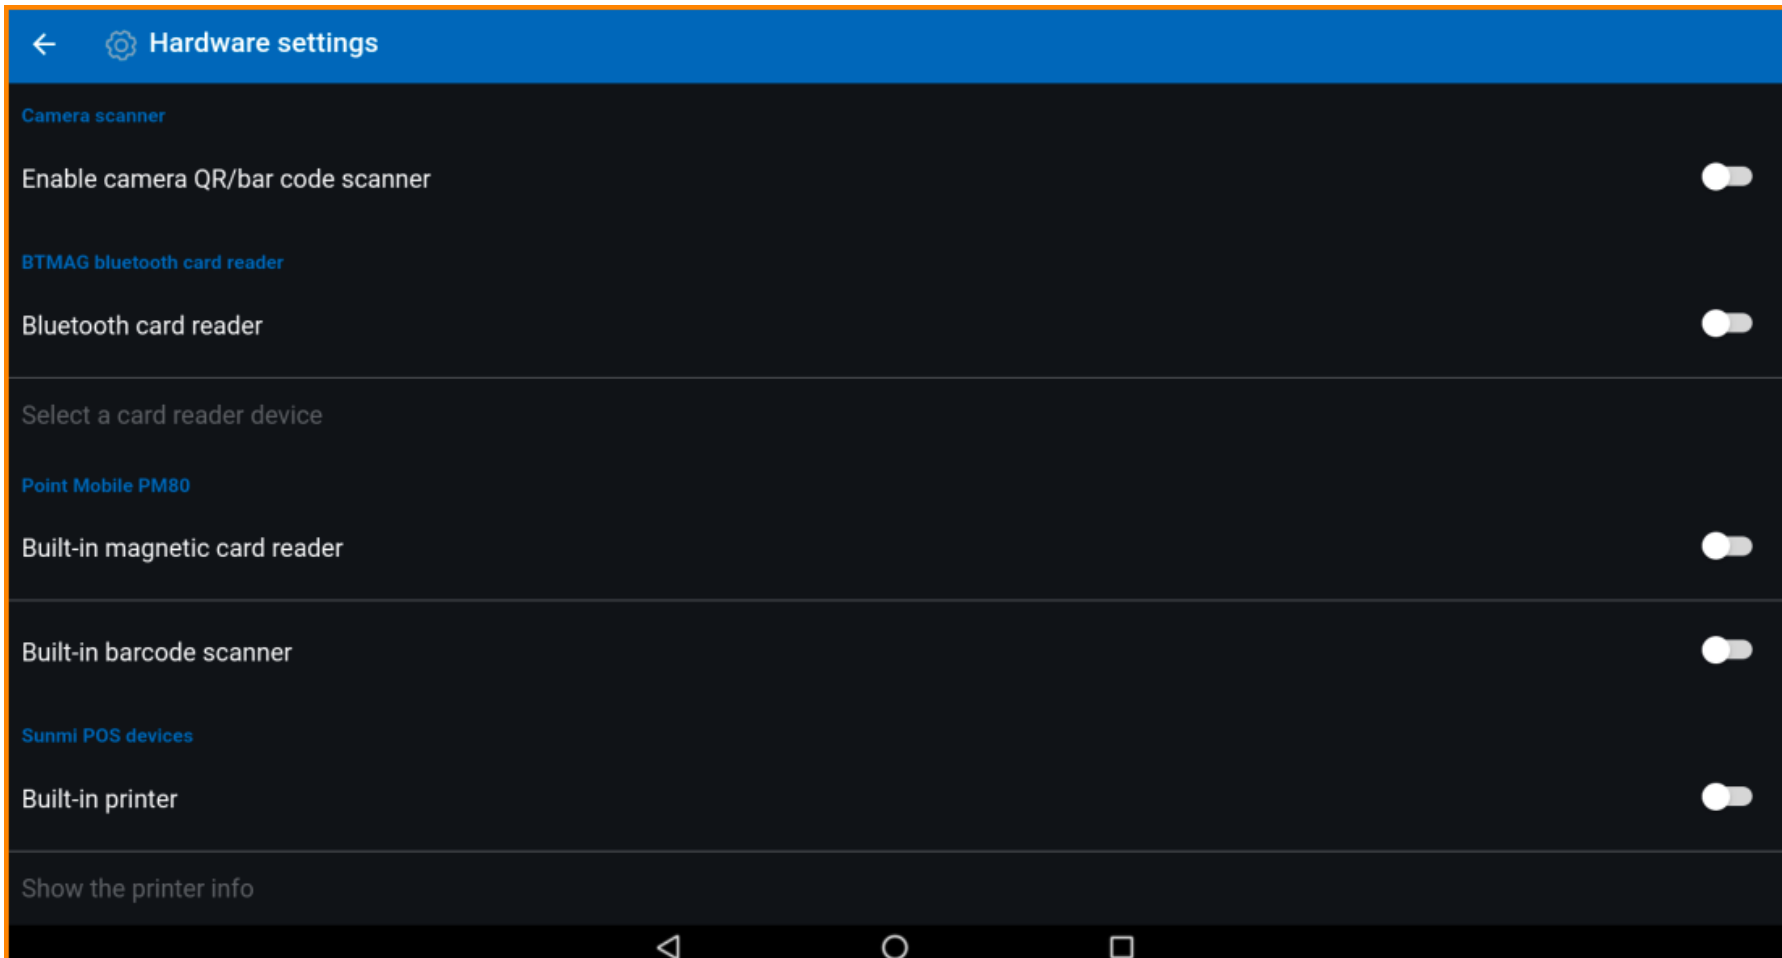 Hardware settings
Camera scanner
Enable camera QR/bar code scanner
BTMAG bluetooth card reader
Bluetooth card reader
Select a card reader device
Point Mobile PM80
Built-in magnetic card reader
Built-in barcode scanner
Sunmi POS devices
Built-in printer
Show the printer info